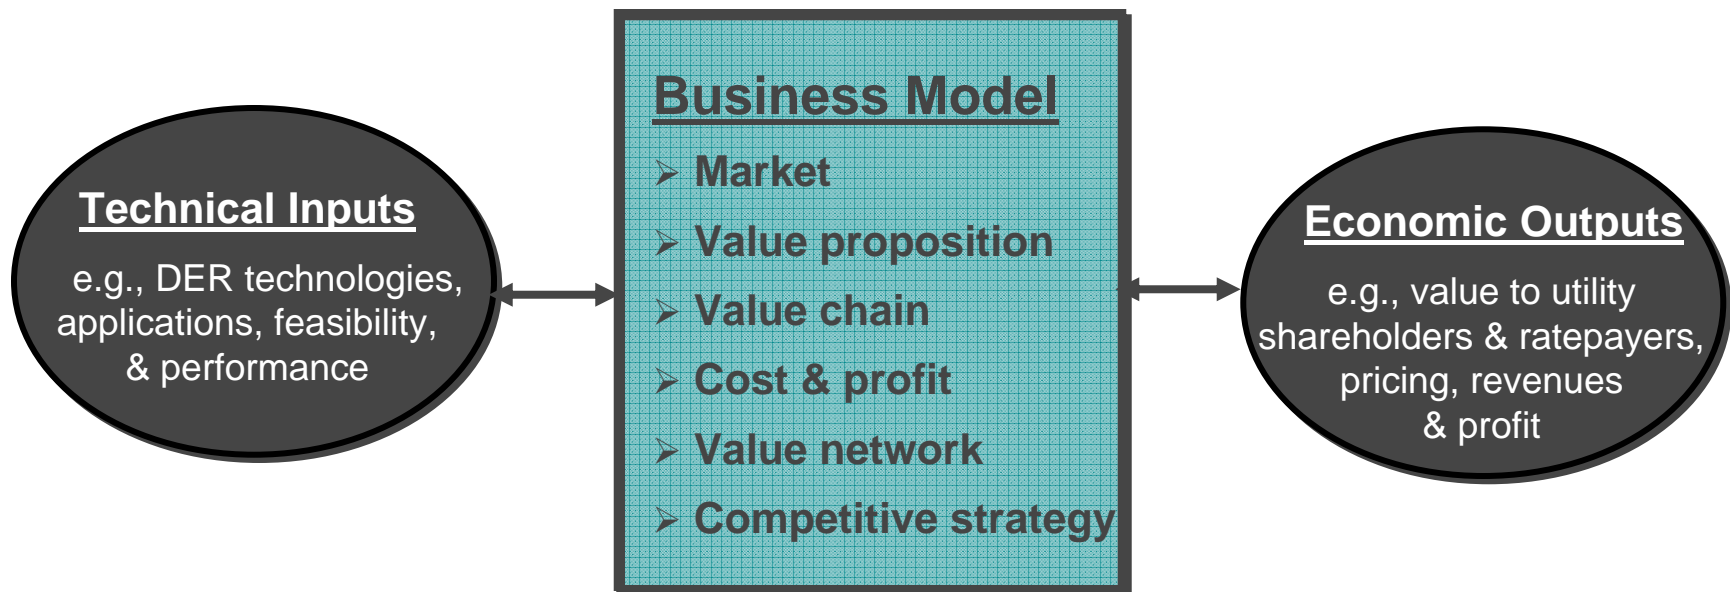 Technical Inputs
e.g., DER technologies,
applications, feasibility,
& performance
Business Model
➢ Market
➢ Value proposition
➢ Value chain
➢ Cost & profit
➢ Value network
➢ Competitive strategy
Economic Outputs
e.g., value to utility
shareholders & ratepayers,
pricing, revenues
& profit